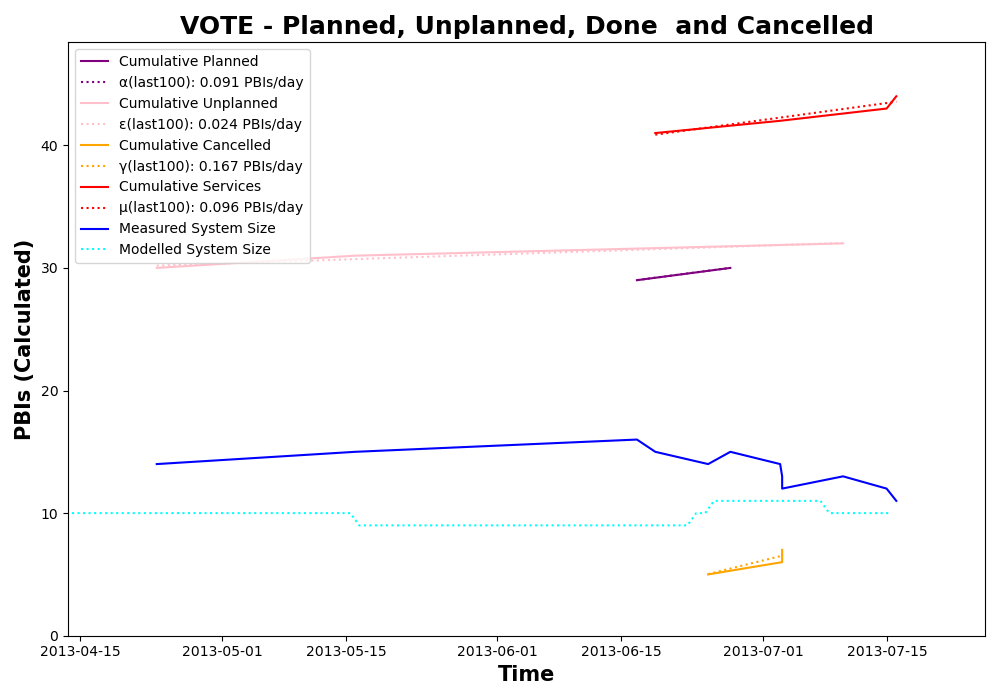 VOTE - Planned, Unplanned, Done  and Cancelled
Cumulative Planned
α(last100): 0.091 PBIs/day
Cumulative Unplanned
ε(last100): 0.024 PBIs/day
Cumulative Cancelled
γ(last100): 0.167 PBIs/day
Cumulative Services
μ(last100): 0.096 PBIs/day
Measured System Size
Modelled System Size
PBIs (Calculated)
40
30
20
10
0
2013-04-15 2013-05-01 2013-05-15 2013-06-01 2013-06-15 2013-07-01 2013-07-15
Time